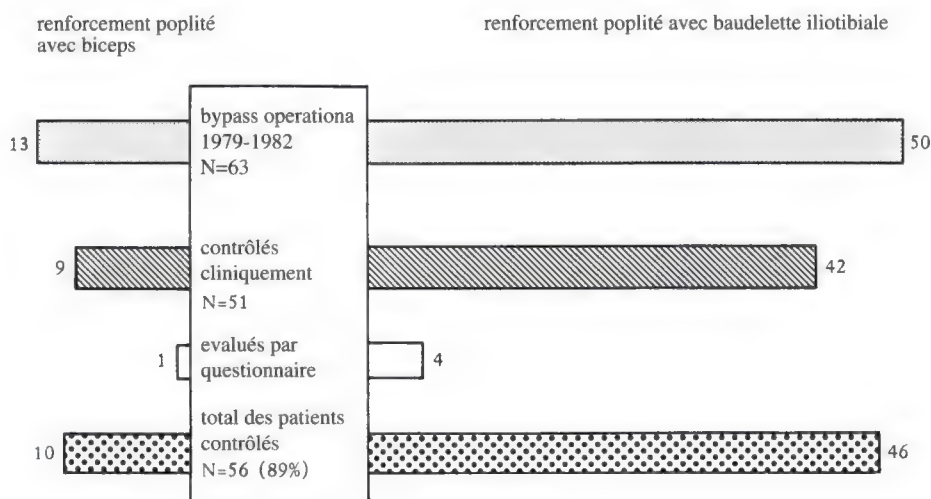 renforcement poplité
avec biceps
renforcement poplité avec baudelette iliotibiale
13
bypass operationa
1979-1982
N=63
50
9
contrôlés
cliniquement
N=51
42
1
evalués par
questionnaire
4
10
total des patients
contrôlés
N=56 (89%)
46